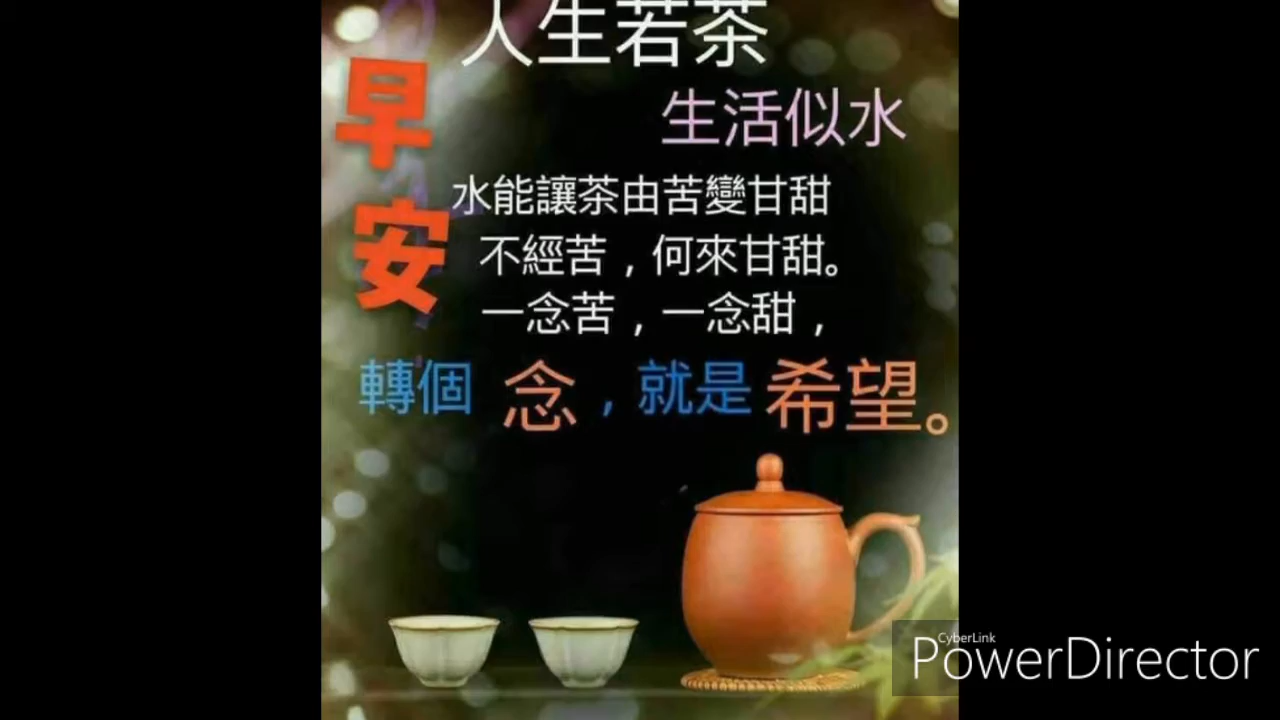 人生若茶
早安
生活似水
水能讓茶由苦變甘甜
不經苦，何來甘甜。
一念苦，一念甜，
轉個念，就是希望。
CyberLink
PowerDirector